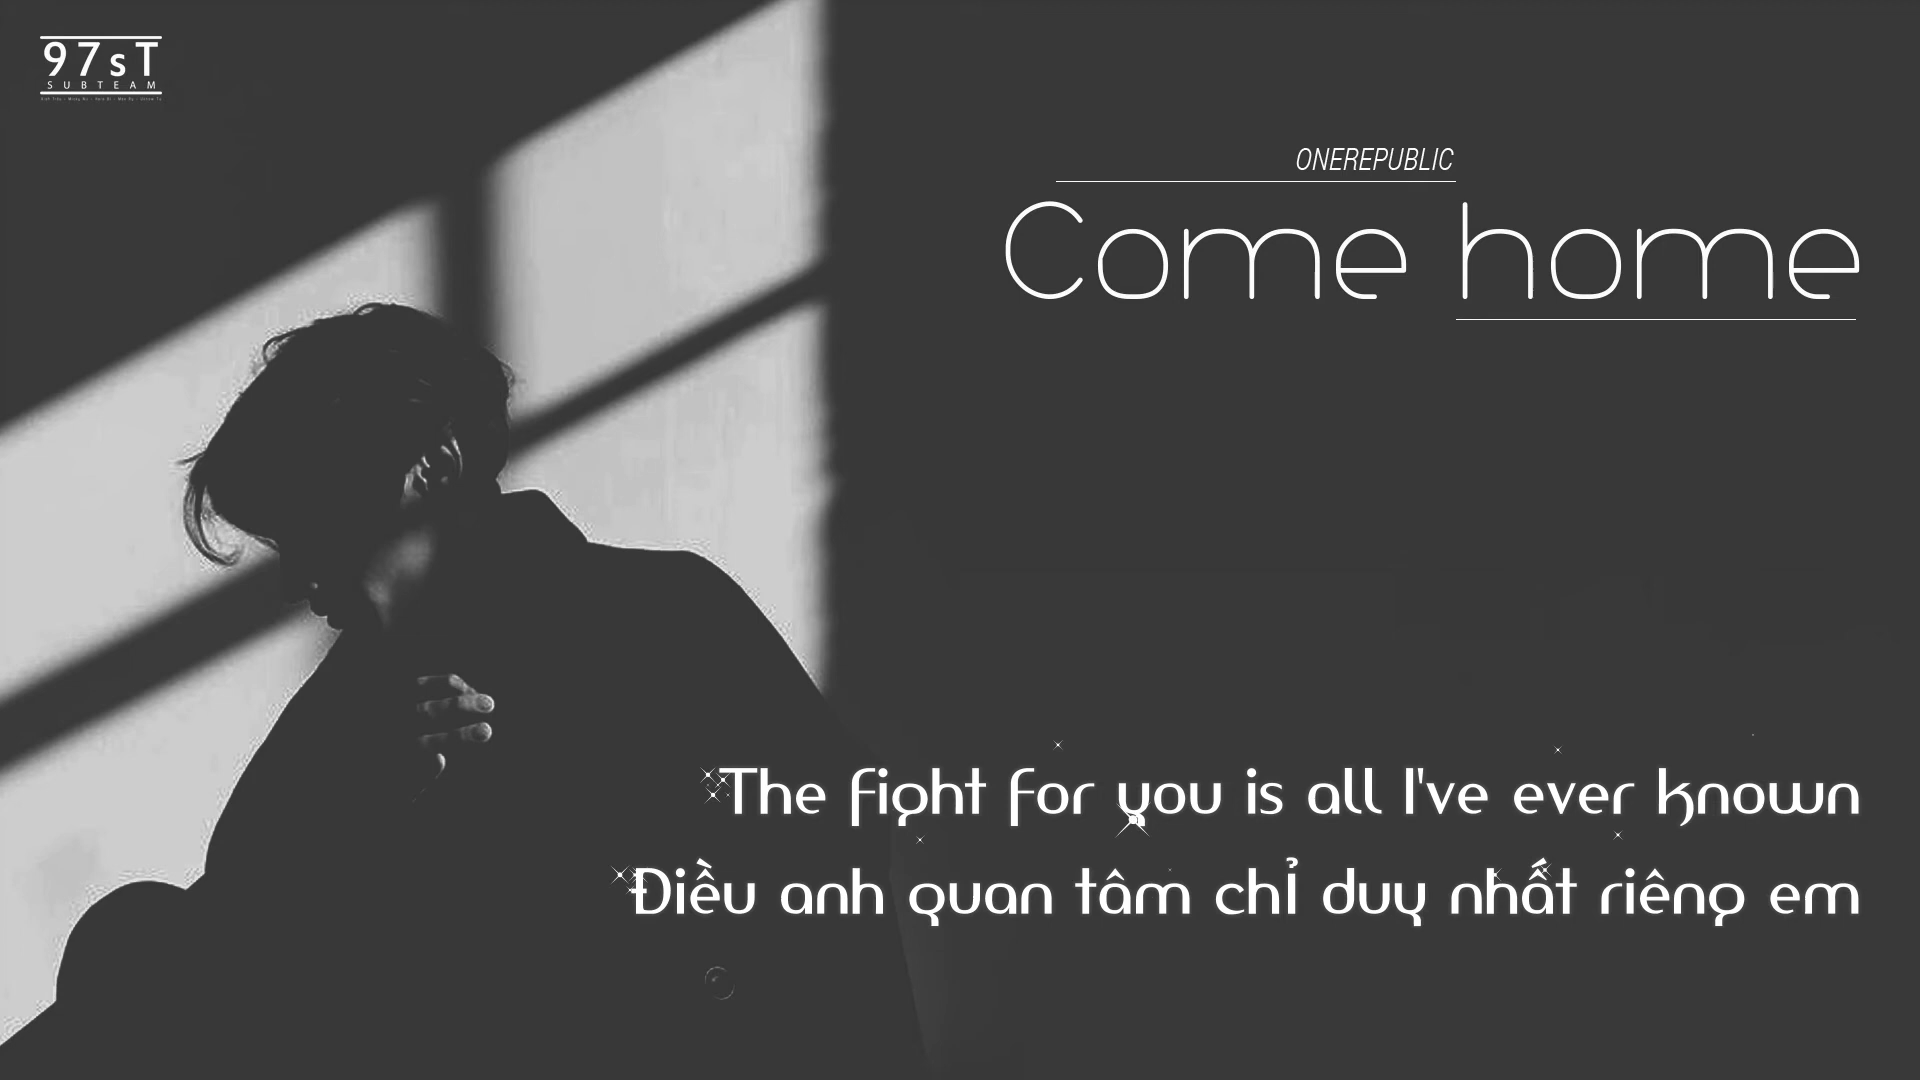 97sT
SUBTEAM
ONEREPUBLIC
Come home
The fight for you is all I've ever known
Điều anh quan tâm chỉ duy nhất riêng em